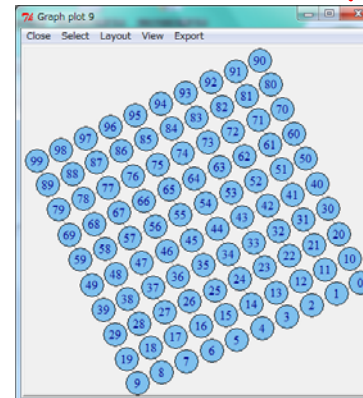 Graph plot 9
Close Select Layout View Export
99 98 97 96 95 94 93 92 91 90
89 88 87 86 85 84 83 82 81 80
79 78 77 76 75 74 73 72 71 70
69 68 67 66 65 64 63 62 61 60
59 58 57 56 55 54 53 52 51 50
49 48 47 46 45 44 43 42 41 40
39 38 37 36 35 34 33 32 31 30
29 28 27 26 25 24 23 22 21 20
19 18 17 16 15 14 13 12 11 10
9 8 7 6 5 4 3 2 1 0